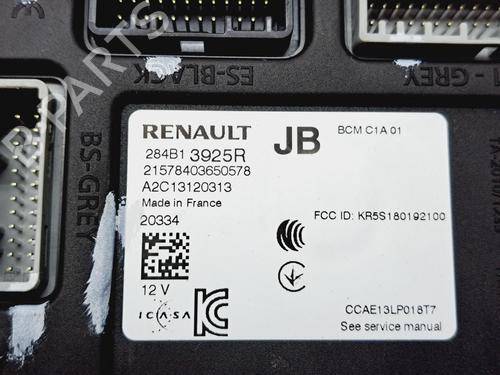 ES-BLACK
- GREY
BS-GREY
RENAULT
JB
BCM C1A 01
284B1 3925R
21578403650578
A2C13120313
Made in France
20334
FCC ID: KR5S180192100
12 V
ICASA
CCAE13LP018T7
See service manual
PARTS